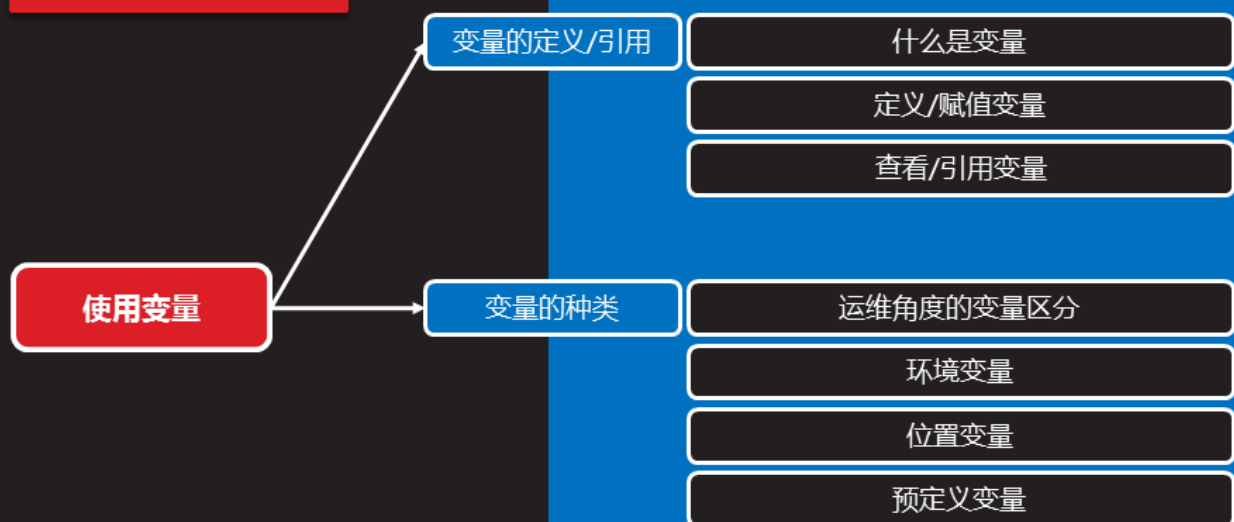 变量的定义/引用
什么是变量
定义/赋值变量
查看/引用变量
使用变量
变量的种类
运维角度的变量区分
环境变量
位置变量
预定义变量